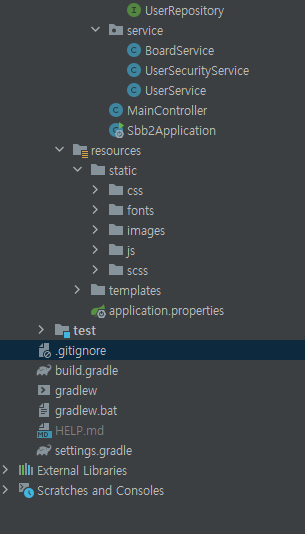 UserRepository
service
BoardService
UserSecurityService
UserService
MainController
Sbb2Application
resources
static
css
fonts
images
js
scss
templates
application.properties
test
.gitignore
build.gradle
gradlew
gradlew.bat
HELP.md
settings.gradle
External Libraries
Scratches and Consoles